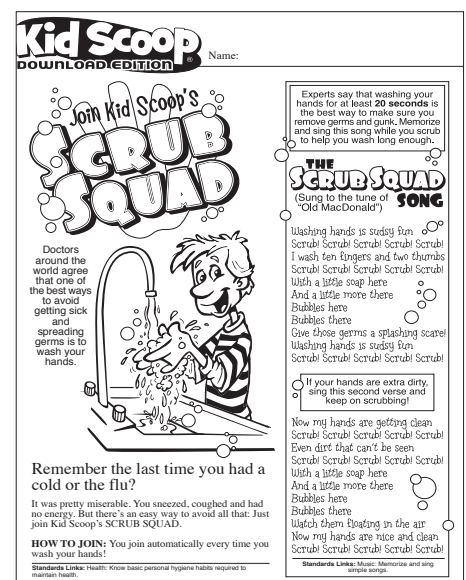 Kid Scoop
DOWNLOAD EDITION ®
Name:
Join Kid Scoop's
SCRUB
SQUAD
Doctors
around the
world agree
that one of
the best ways
to avoid
getting sick
and
spreading
germs is to
wash your
hands.
Remember the last time you had a
cold or the flu?
It was pretty miserable. You sneezed, coughed and had
no energy. But there's an easy way to avoid all that: Just
join Kid Scoop's SCRUB SQUAD.
HOW TO JOIN: You join automatically every time you
wash your hands!
Standards Links: Health: Know basic personal hygiene habits required to
maintain health.
Experts say that washing your
hands for at least 20 seconds is
the best way to make sure you
remove germs and gunk. Memorize
and sing this song while you scrub
to help you wash long enough.
THE
SCRUB SQUAD
SONG
(Sung to the tune of
"Old MacDonald")
Washing hands is sudsy fun
Scrub! Scrub! Scrub! Scrub! Scrub!
I wash ten fingers and two thumbs
Scrub! Scrub! Scrub! Scrub! Scrub!
With a little soap here
And a little more there
Bubbles here
Bubbles there
Give those germs a splashing scare!
Washing hands is sudsy fun
Scrub! Scrub! Scrub! Scrub! Scrub!
If your hands are extra dirty,
sing this second verse and
keep on scrubbing!
Now my hands are getting clean
Scrub! Scrub! Scrub! Scrub! Scrub!
Even dirt that can't be seen
Scrub! Scrub! Scrub! Scrub! Scrub!
With a little soap here
And a little more there
Bubbles here
Bubbles there
Watch them floating in the air
Now my hands are nice and clean
Scrub! Scrub! Scrub! Scrub! Scrub!
Standards Links: Music: Memorize and sing
simple songs.